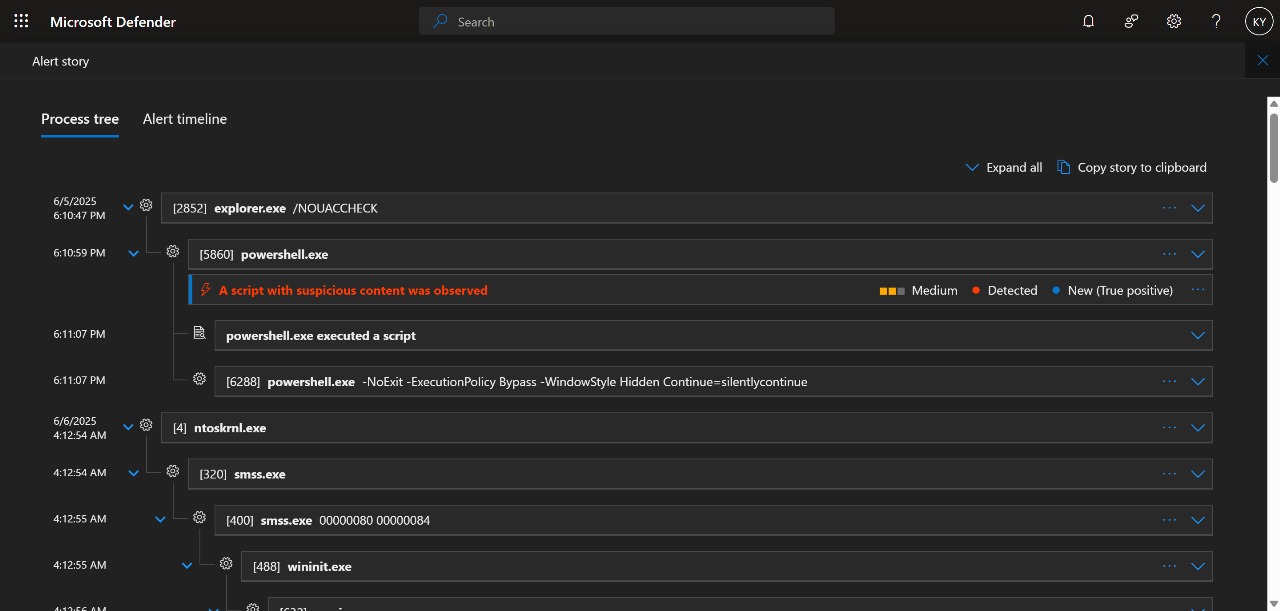 Microsoft Defender
Search
KY
Alert story
Process tree
Alert timeline
Expand all
Copy story to clipboard
6/5/2025
6:10:47 PM
[2852] explorer.exe /NOUACCHECK
6:10:59 PM
[5860] powershell.exe
A script with suspicious content was observed
Medium
Detected
New (True positive)
6:11:07 PM
powershell.exe executed a script
6:11:07 PM
[6288] powershell.exe -NoExit -ExecutionPolicy Bypass -WindowStyle Hidden Continue=silentlycontinue
6/6/2025
4:12:54 AM
[4] ntoskrnl.exe
4:12:54 AM
[320] smss.exe
4:12:55 AM
[400] smss.exe 00000080 00000084
4:12:55 AM
[488] wininit.exe
4:12:56 AM